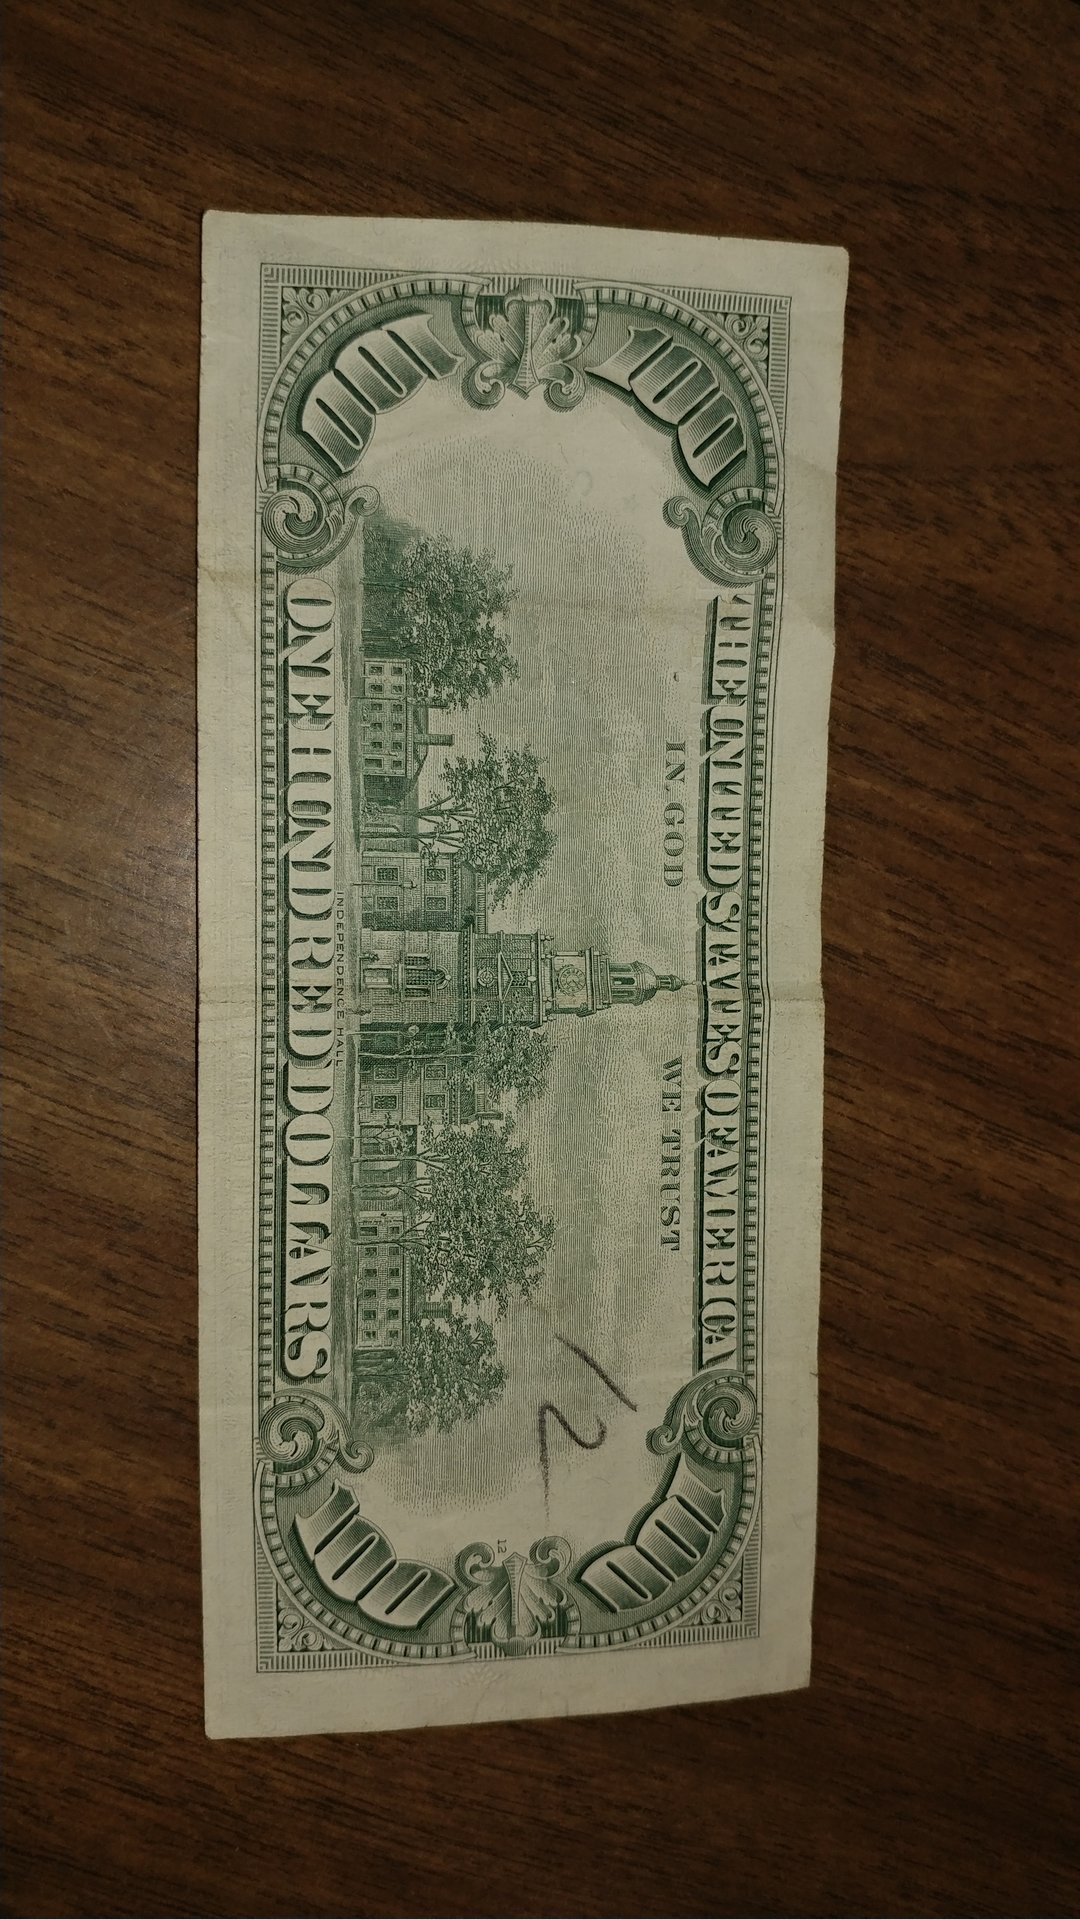 100 100
THE UNITED STATES OF AMERICA
IN GOD WE TRUST
12
12
INDEPENDENCE HALL
ONE HUNDRED DOLLARS
100 100